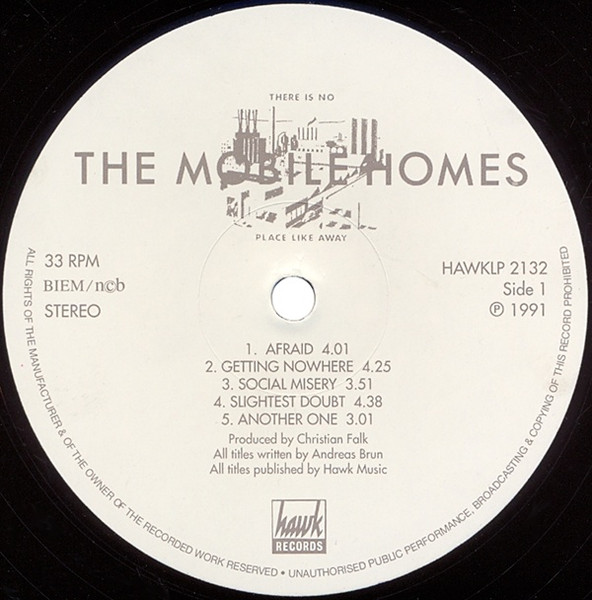 THERE IS NO
THE MOBILE HOMES
PLACE LIKE AWAY
33 RPM
BIEM/ncb
STEREO
HAWKLP 2132
Side 1
℗ 1991
1. AFRAID 4.01
2. GETTING NOWHERE 4.25
3. SOCIAL MISERY 3.51
4. SLIGHTEST DOUBT 4.38
5. ANOTHER ONE 3.01
Produced by Christian Falk
All titles written by Andreas Brun
All titles published by Hawk Music
hawk
RECORDS
ALL RIGHTS OF THE MANUFACTURER & OF THE OWNER OF THE RECORDED WORK RESERVED • UNAUTHORISED PUBLIC PERFORMANCE, BROADCASTING & COPYING OF THIS RECORD PROHIBITED